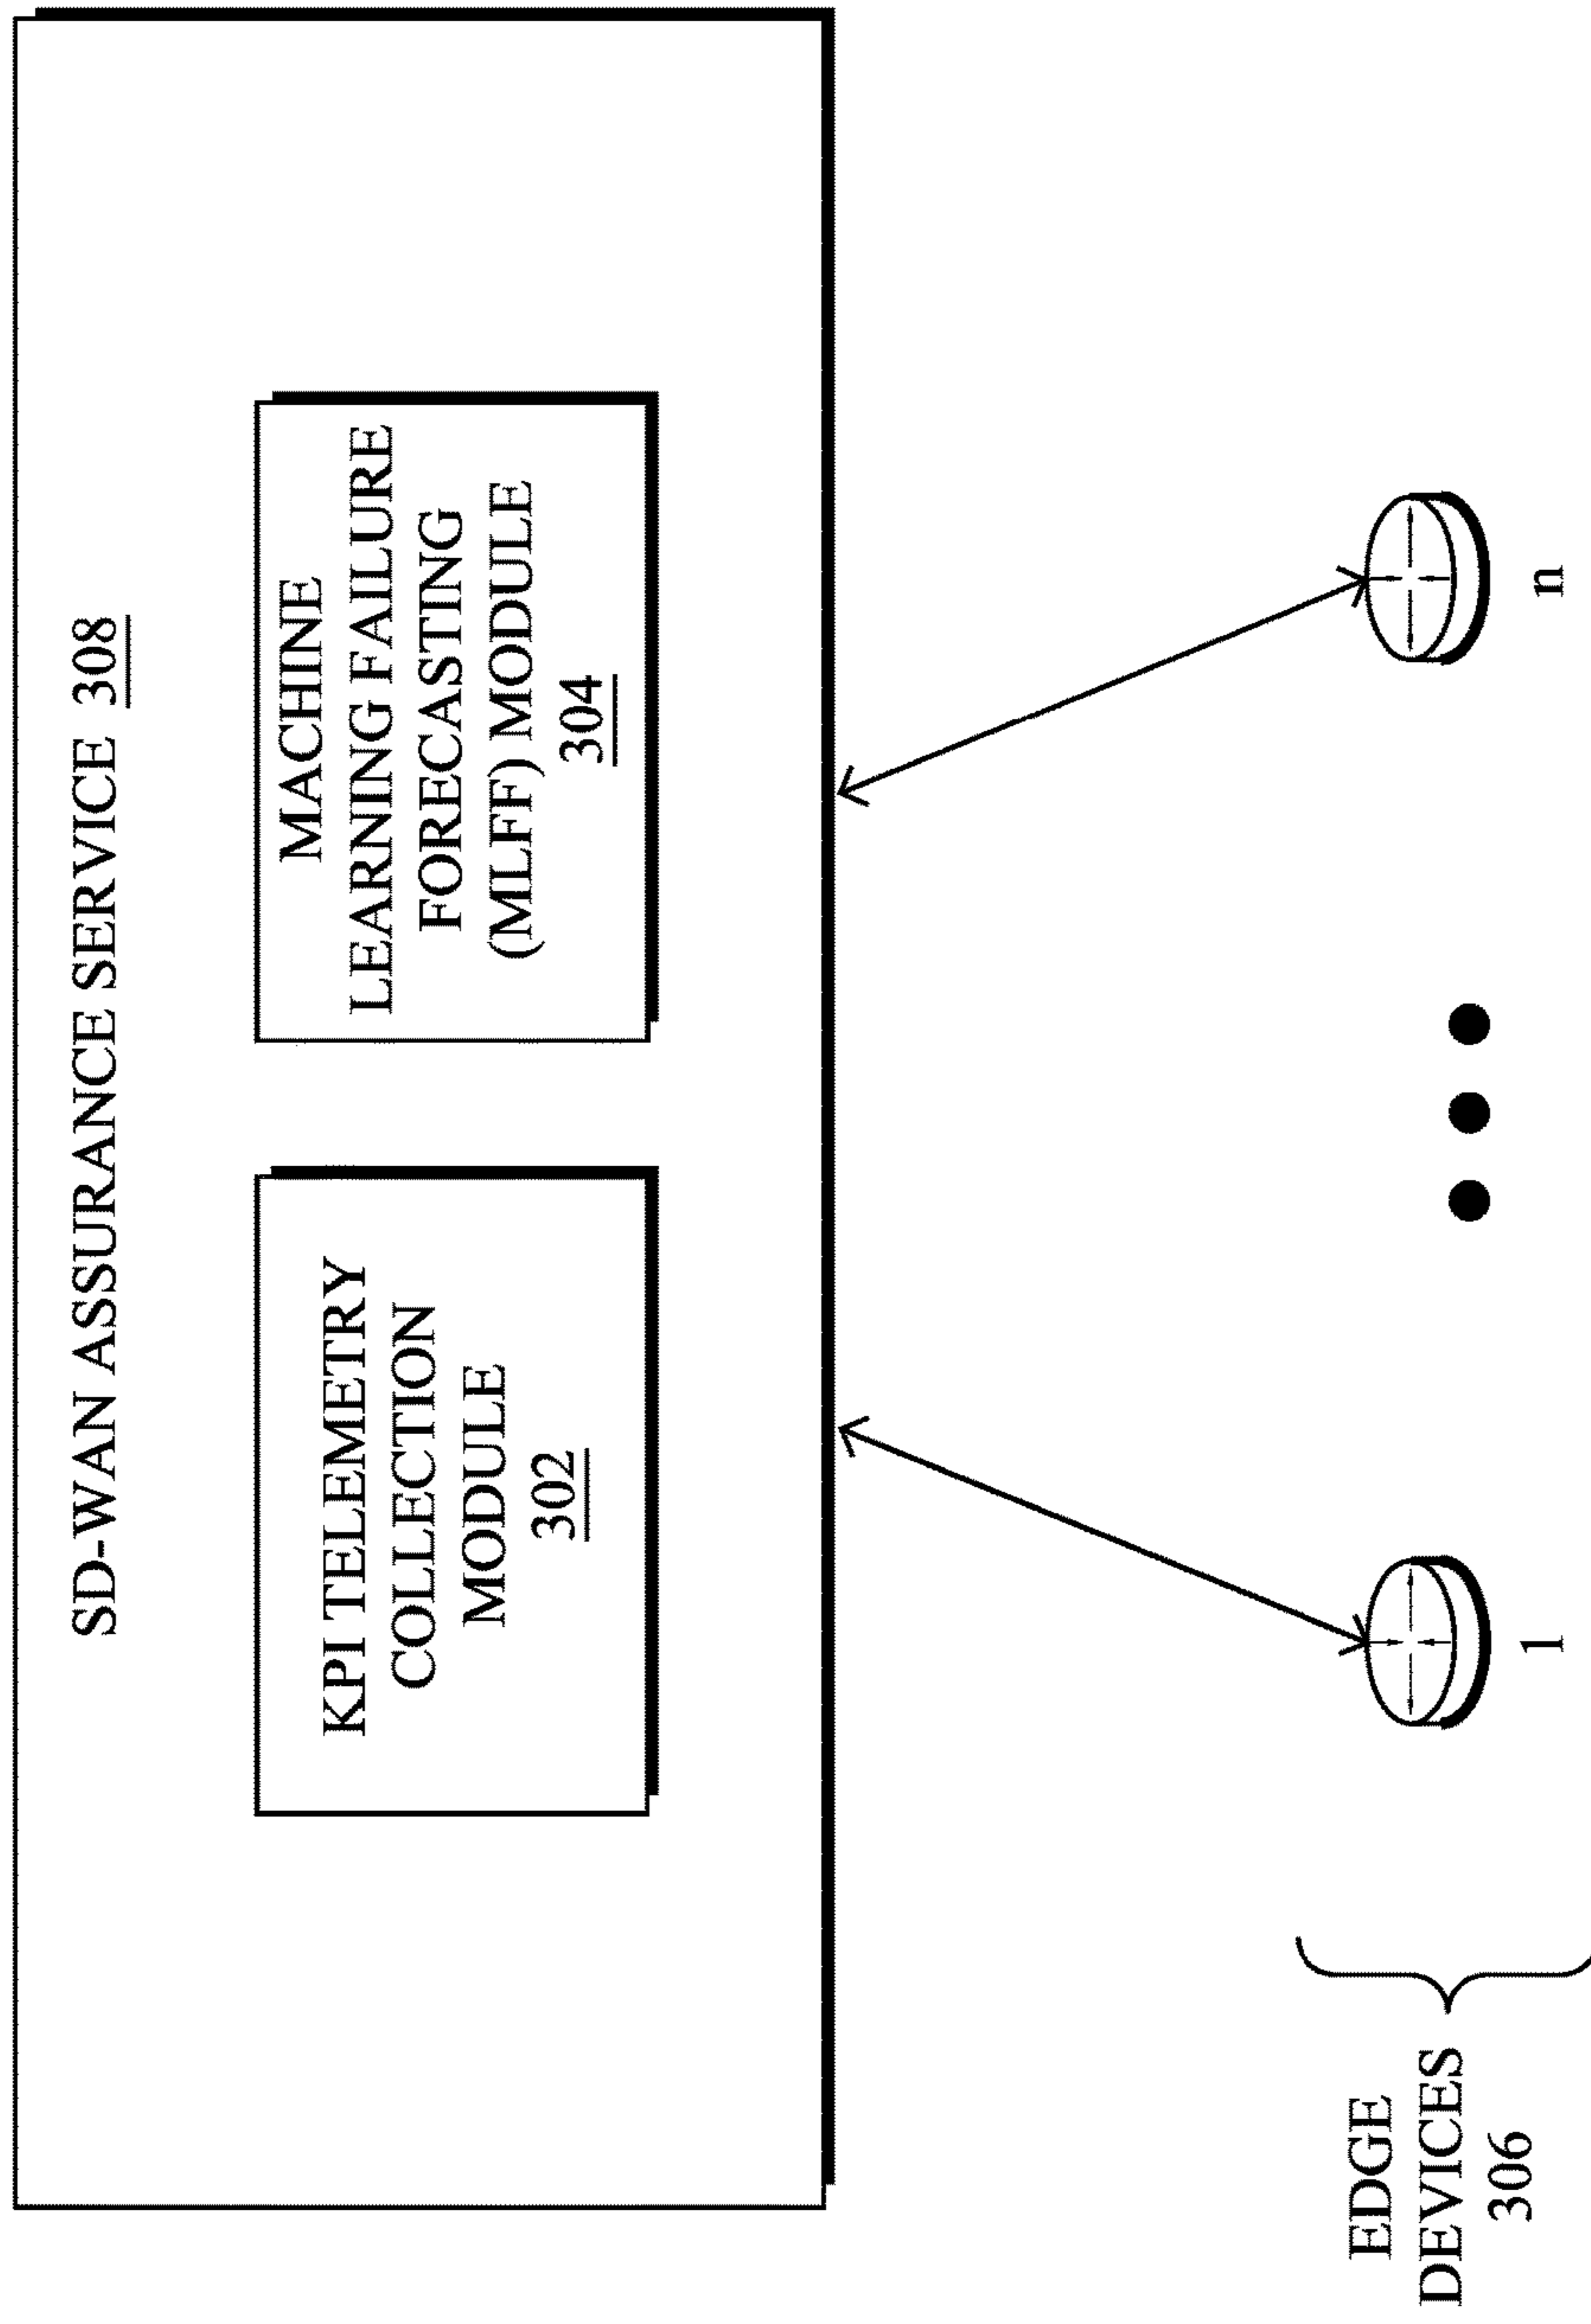 SD-WAN ASSURANCE SERVICE 308
KPI TELEMETRY
COLLECTION
MODULE
302
MACHINE
LEARNING FAILURE
FORECASTING
(MLFF) MODULE
304
EDGE
DEVICES
306
1
n